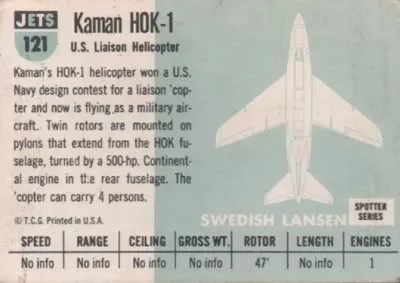 JETS
121
Kaman HOK-1
U.S. Liaison Helicopter
Kaman's HOK-1 helicopter won a U.S.
Navy design contest for a liaison 'cop-
ter and now is flying as a military air-
craft. Twin rotors are mounted on
pylons that extend from the HOK fu-
selage, turned by a 500-hp. Continent-
al engine in the rear fuselage. The
'copter can carry 4 persons.
© T.C.G. Printed in U.S.A.
SWEDISH LANSEN
SPOTTER
SERIES
SPEED RANGE CEILING GROSS WT. ROTOR LENGTH ENGINES
No info No info No info No info 47' No info 1